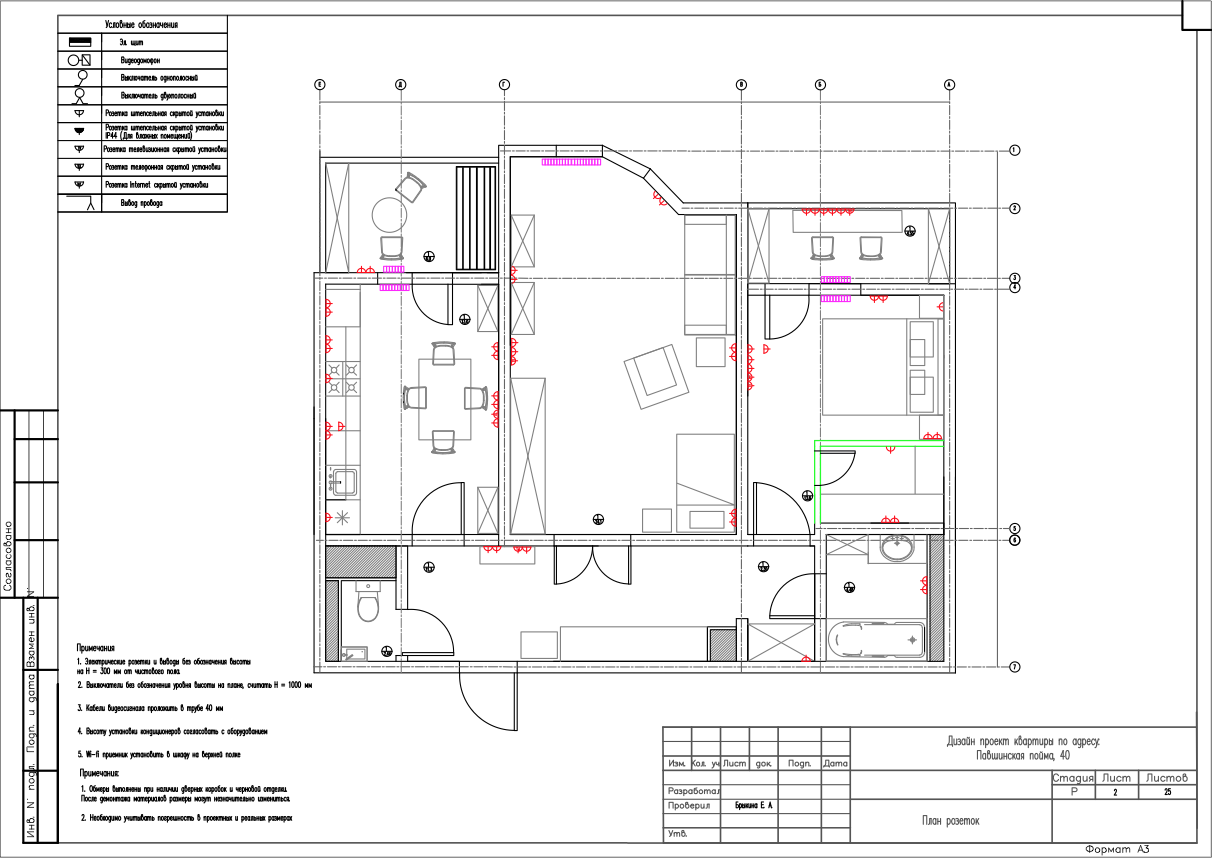 Условные обозначения
Эл. щит
Видеодомофон
Выключатель однополосный
Выключатель двухполосный
Розетка штепсельная скрытой установки
Розетка штепсельная скрытой установки
IP44 (Для влажных помещений)
Розетка телевизионная скрытой установки
Розетка телефонная скрытой установки
Розетка Internet скрытой установки
Вывод провода
Е
Д
Г
В
Б
А
1
2
3
4
5
6
7
Согласовано
Взамен инв. N°
Подп. и дата
Инв. N° подл.
Примечания
1. Электрические розетки и выводы без обозначения высоты
на H = 300 мм от чистового пола
2. Выключатели без обозначения уровня высоты на плане, считать H = 1000 мм
3. Кабели видеосигнала проложить в трубе 40 мм
4. Высоту установки кондиционеров согласовать с оборудованием
5. Wi-fi приемник установить в шкафу на верхней полке
Примечания:
1. Обмеры выполнены при наличии дверных коробок и черновой отделки.
После демонтажа материалов размеры могут незначительно измениться.
2. Необходимо учитывать погрешность в проектных и реальных размерах
Дизайн проект квартиры по адресу:
Павшинская пойма, 40
Изм. Кол. уч Лист док. Подп. Дата
Стадия Лист Листов
Разработал
Р 2 25
Проверил Брыкина Е. А.
План розеток
Утв.
Формат А3